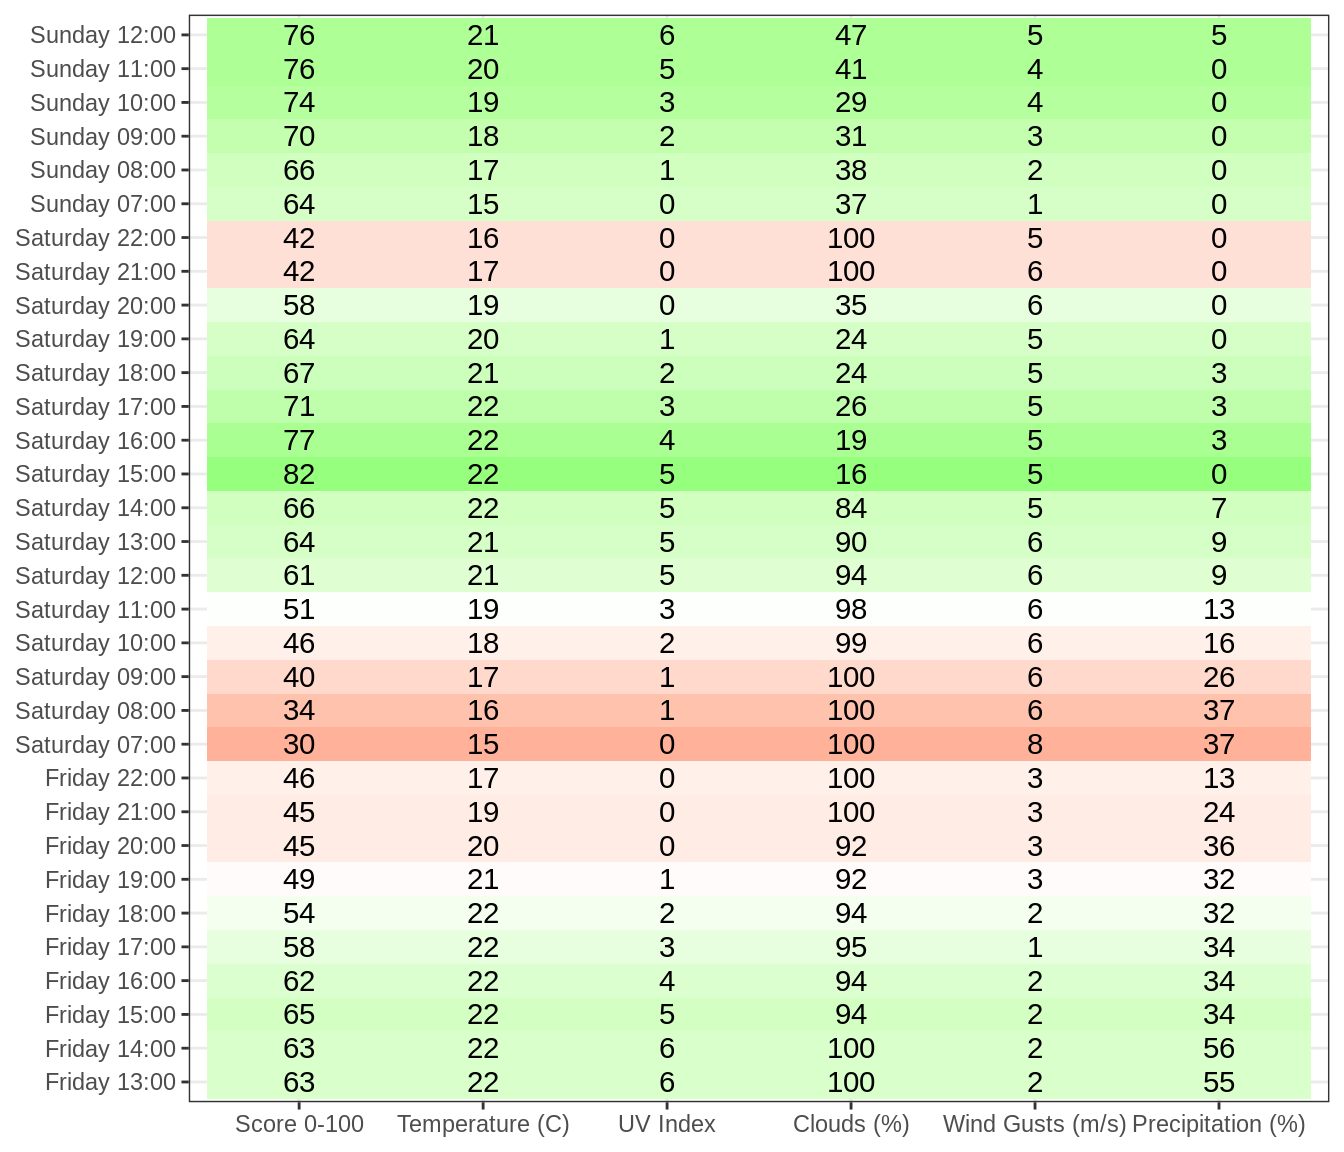 Sunday 12:00 76 21 6 47 5 5
Sunday 11:00 76 20 5 41 4 0
Sunday 10:00 74 19 3 29 4 0
Sunday 09:00 70 18 2 31 3 0
Sunday 08:00 66 17 1 38 2 0
Sunday 07:00 64 15 0 37 1 0
Saturday 22:00 42 16 0 100 5 0
Saturday 21:00 42 17 0 100 6 0
Saturday 20:00 58 19 0 35 6 0
Saturday 19:00 64 20 1 24 5 0
Saturday 18:00 67 21 2 24 5 3
Saturday 17:00 71 22 3 26 5 3
Saturday 16:00 77 22 4 19 5 3
Saturday 15:00 82 22 5 16 5 0
Saturday 14:00 66 22 5 84 5 7
Saturday 13:00 64 21 5 90 6 9
Saturday 12:00 61 21 5 94 6 9
Saturday 11:00 51 19 3 98 6 13
Saturday 10:00 46 18 2 99 6 16
Saturday 09:00 40 17 1 100 6 26
Saturday 08:00 34 16 1 100 6 37
Saturday 07:00 30 15 0 100 8 37
Friday 22:00 46 17 0 100 3 13
Friday 21:00 45 19 0 100 3 24
Friday 20:00 45 20 0 92 3 36
Friday 19:00 49 21 1 92 3 32
Friday 18:00 54 22 2 94 2 32
Friday 17:00 58 22 3 95 1 34
Friday 16:00 62 22 4 94 2 34
Friday 15:00 65 22 5 94 2 34
Friday 14:00 63 22 6 100 2 56
Friday 13:00 63 22 6 100 2 55
Score 0-100 Temperature (C) UV Index Clouds (%) Wind Gusts (m/s) Precipitation (%)